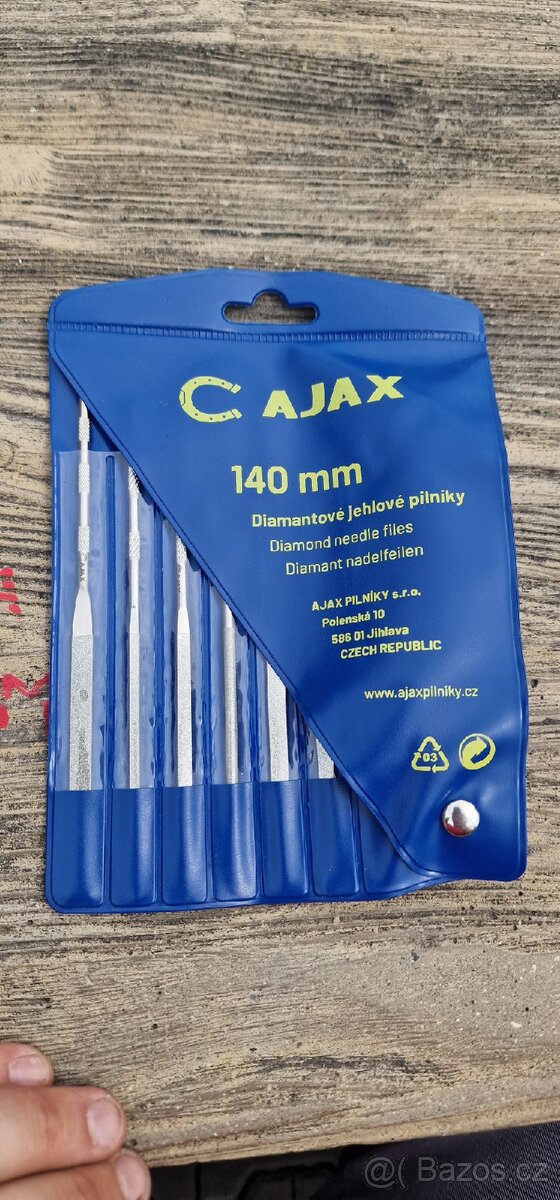 AJAX
140 mm
Diamantové jehlové pilníky
Diamond needle files
Diamant nadelfeilen
AJAX PILNÍKY s.r.o.
Polenská 10
586 01 Jihlava
CZECH REPUBLIC
www.ajaxpilniky.cz
03
@( Bazos.cz